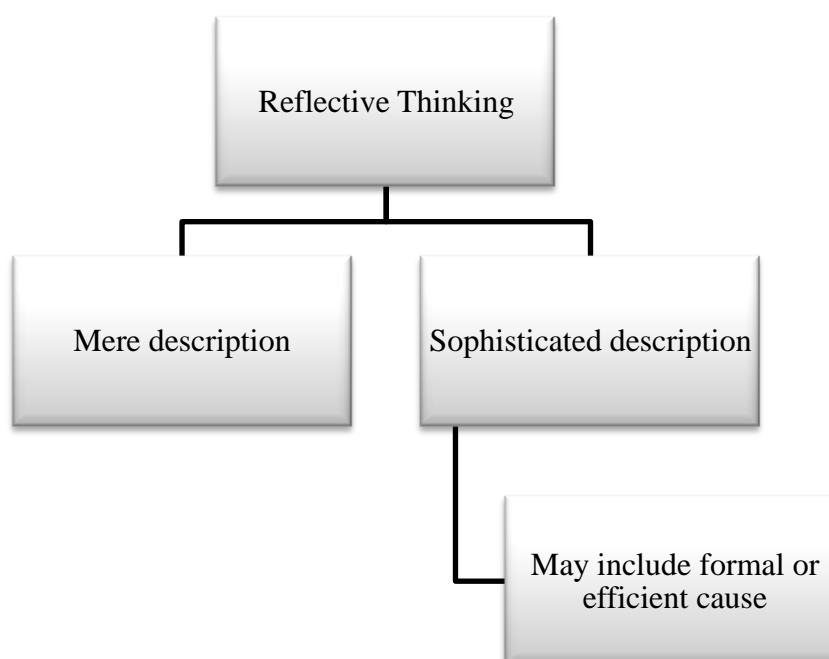 Reflective Thinking
Mere description
Sophisticated description
May include formal or
efficient cause